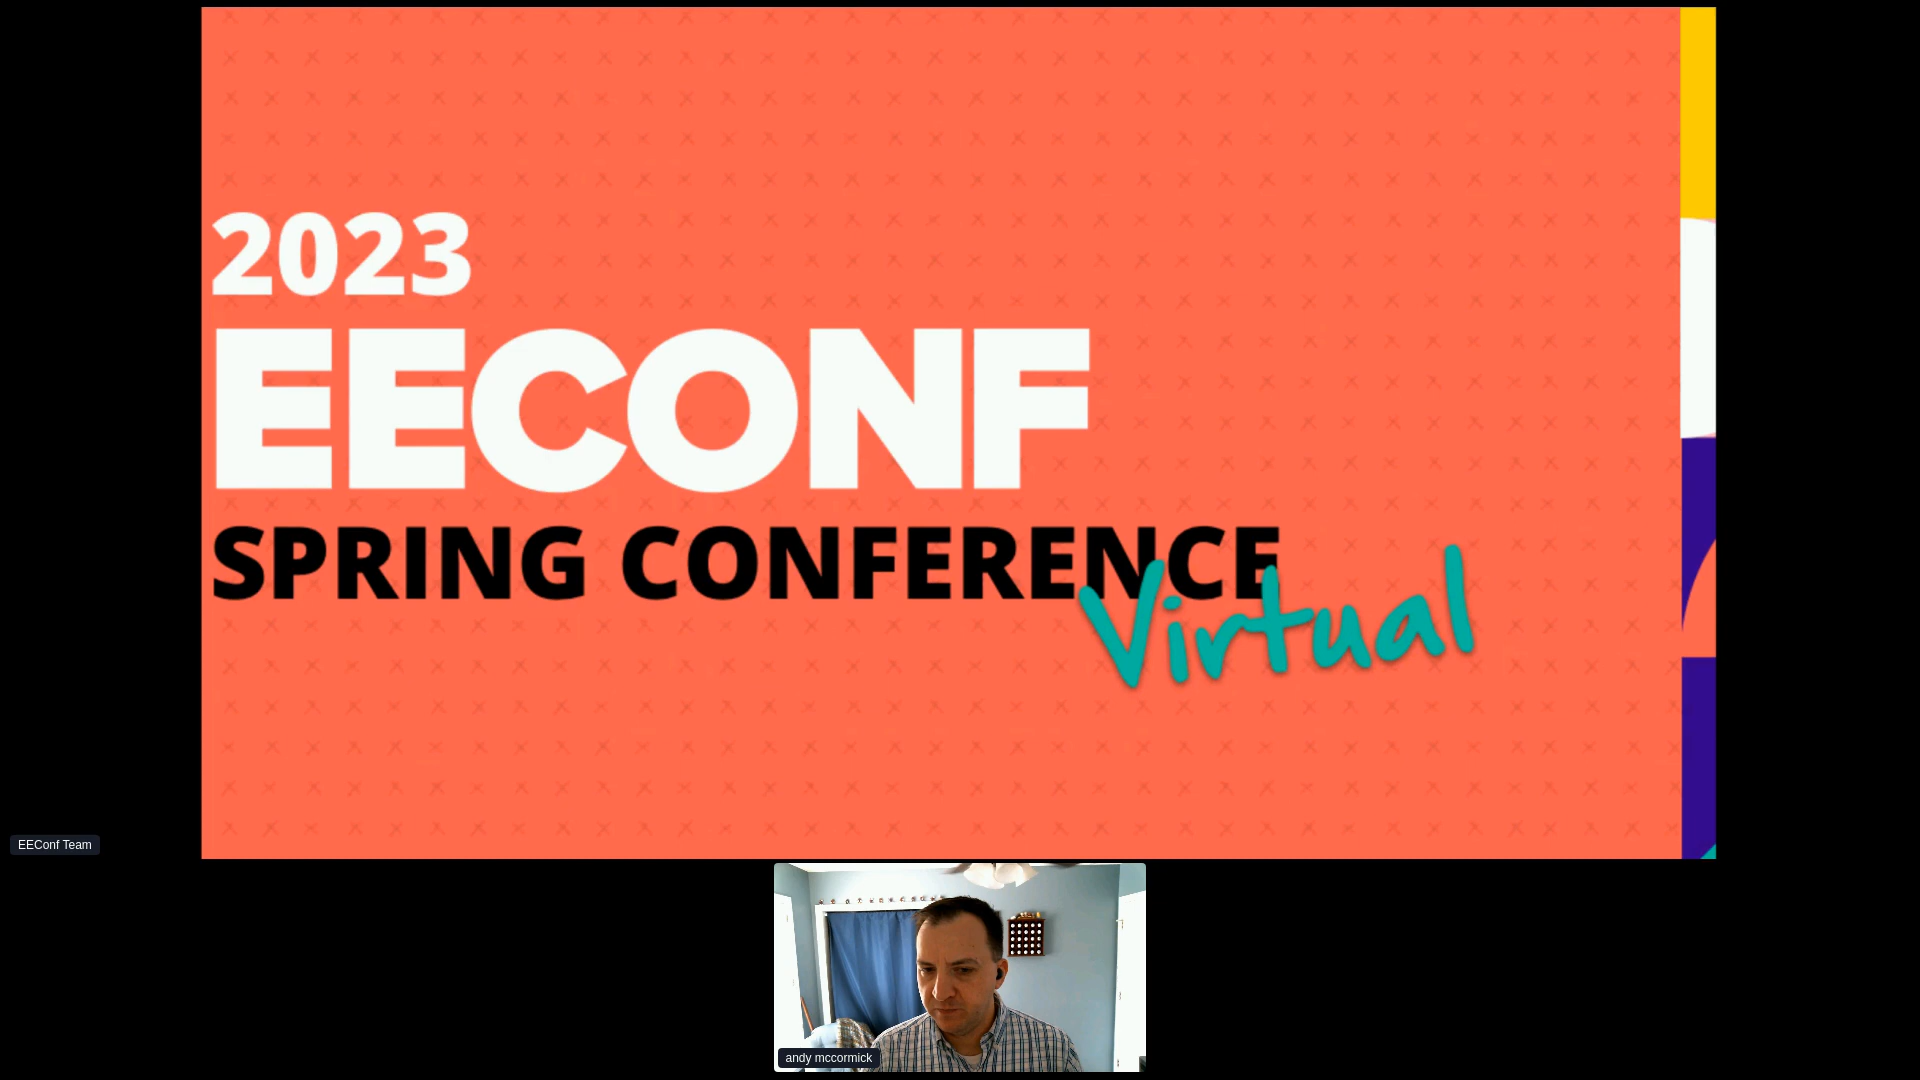 2023
EECONF
SPRING CONFERENCE
Virtual
EEConf Team
andy mccormick